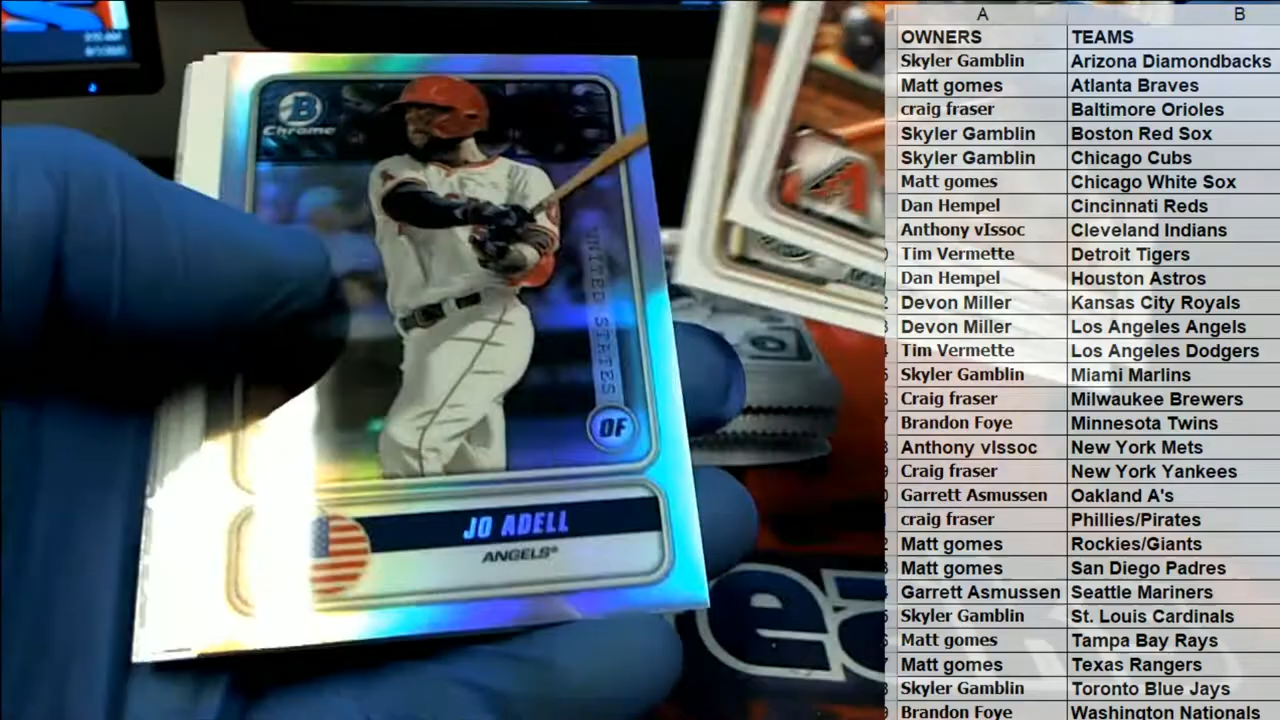 B
Chrome
UNITED STATES
OF
JO ADELL
ANGELS®
A B
OWNERS TEAMS
Skyler Gamblin Arizona Diamondbacks
Matt gomes Atlanta Braves
craig fraser Baltimore Orioles
Skyler Gamblin Boston Red Sox
Skyler Gamblin Chicago Cubs
Matt gomes Chicago White Sox
Dan Hempel Cincinnati Reds
Anthony vIssoc Cleveland Indians
Tim Vermette Detroit Tigers
Dan Hempel Houston Astros
Devon Miller Kansas City Royals
Devon Miller Los Angeles Angels
Tim Vermette Los Angeles Dodgers
Skyler Gamblin Miami Marlins
Craig fraser Milwaukee Brewers
Brandon Foye Minnesota Twins
Anthony vIssoc New York Mets
Craig fraser New York Yankees
Garrett Asmussen Oakland A's
craig fraser Phillies/Pirates
Matt gomes Rockies/Giants
Matt gomes San Diego Padres
Garrett Asmussen Seattle Mariners
Skyler Gamblin St. Louis Cardinals
Matt gomes Tampa Bay Rays
Matt gomes Texas Rangers
Skyler Gamblin Toronto Blue Jays
Brandon Foye Washington Nationals